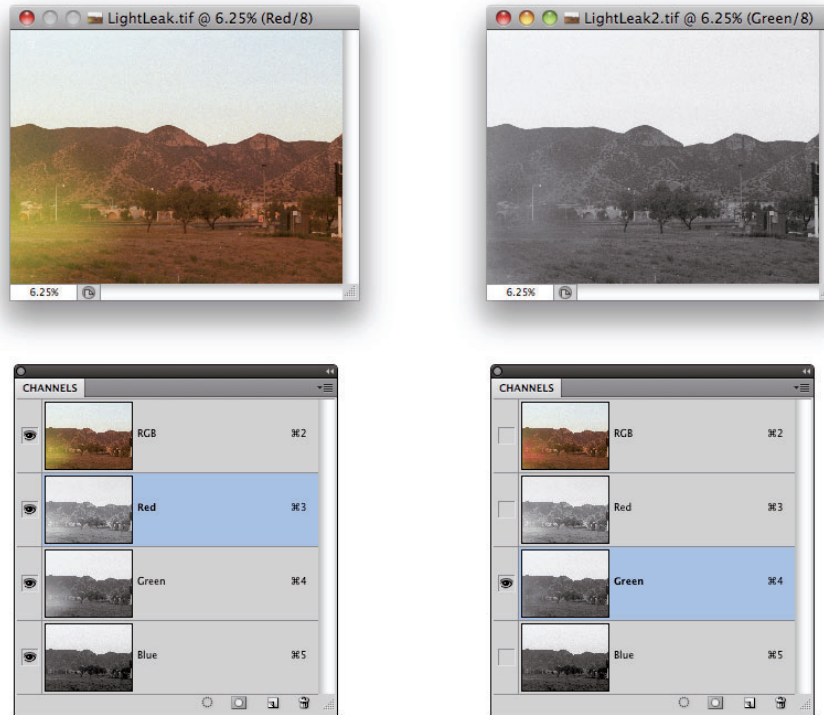 LightLeak.tif @ 6.25% (Red/8)
6.25%
LightLeak2.tif @ 6.25% (Green/8)
6.25%
CHANNELS
RGB ⌘2
Red ⌘3
Green ⌘4
Blue ⌘5
CHANNELS
RGB ⌘2
Red ⌘3
Green ⌘4
Blue ⌘5